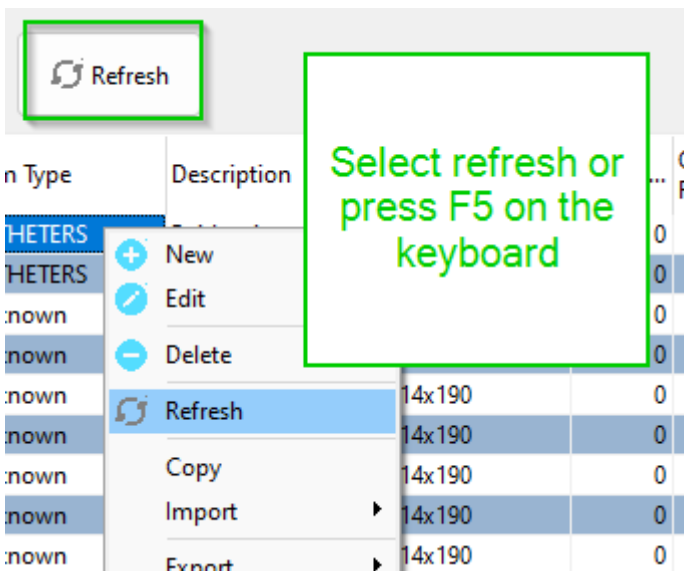 Refresh
Select refresh or
press F5 on the
keyboard
Type
Description
...
THETERS
0
New
THETERS
0
Edit
nown
0
nown
Delete
0
nown
Refresh
14x190
0
nown
14x190
0
nown
Copy
14x190
0
nown
Import
14x190
0
nown
Export
14x190
0